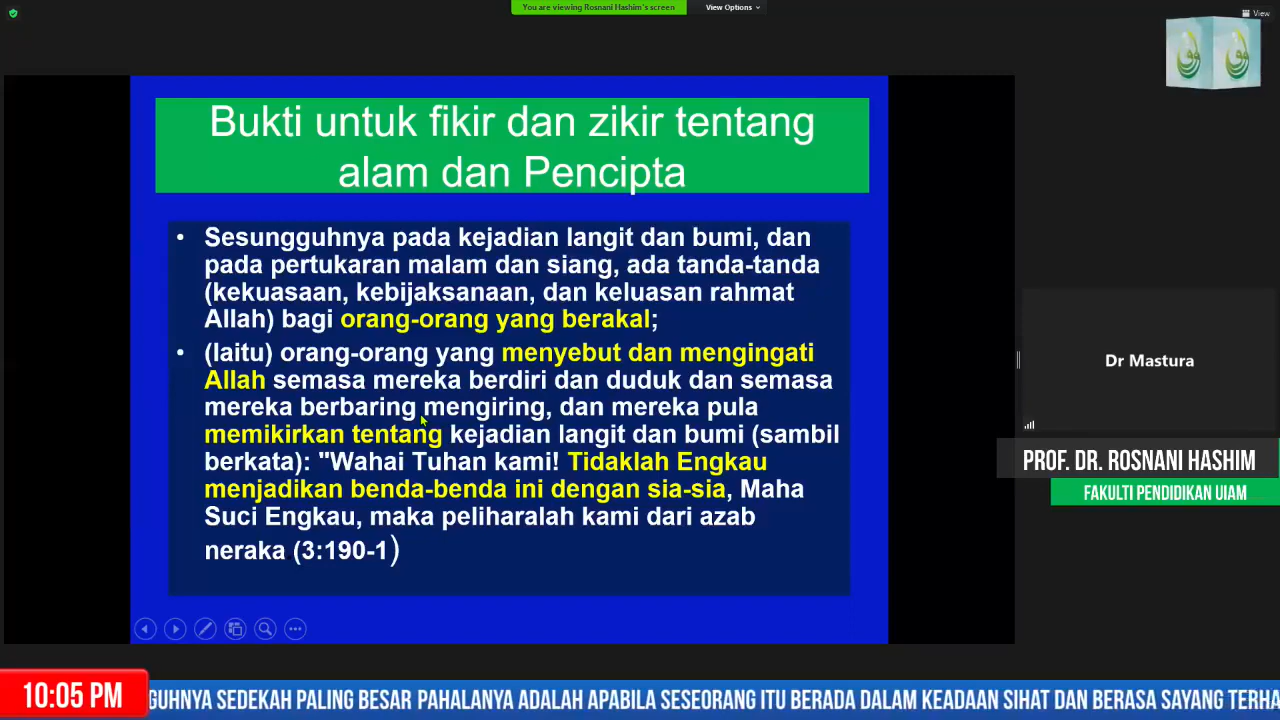 You are viewing Rosnani Hashim's screen
View Options
View
Bukti untuk fikir dan zikir tentang
alam dan Pencipta
• Sesungguhnya pada kejadian langit dan bumi, dan
pada pertukaran malam dan siang, ada tanda-tanda
(kekuasaan, kebijaksanaan, dan keluasan rahmat
Allah) bagi orang-orang yang berakal;
• (laitu) orang-orang yang menyebut dan mengingati
Allah semasa mereka berdiri dan duduk dan semasa
mereka berbaring mengiring, dan mereka pula
memikirkan tentang kejadian langit dan bumi (sambil
berkata): "Wahai Tuhan kami! Tidaklah Engkau
menjadikan benda-benda ini dengan sia-sia, Maha
Suci Engkau, maka peliharalah kami dari azab
neraka (3:190-1)
Dr Mastura
PROF. DR. ROSNANI HASHIM
FAKULTI PENDIDIKAN UIAM
10:05 PM
GUHNYA SEDEKAH PALING BESAR PAHALANYA ADALAH APABILA SESEORANG ITU BERADA DALAM KEADAAN SIHAT DAN BERASA SAYANG TERHA